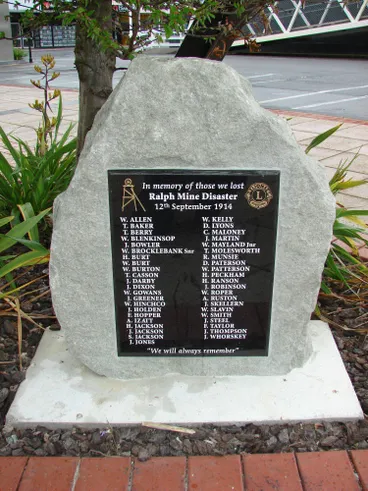 In memory of those we lost
Ralph Mine Disaster
12th September 1914
W. ALLEN
T. BAKER
T. BERRY
W. BLENKINSOP
J. BOWLER
W. BROCKLEBANK Snr
H. BURT
W. BURT
W. BURTON
T. CASSON
J. DARBY
J. DIXON
W. GOWANS
J. GREENER
W. HINCHCO
J. HOLDEN
F. HOPPER
A. IZATT
H. JACKSON
J. JACKSON
S. JACKSON
I. JONES
W. KELLY
D. LYONS
C. MALONEY
J. MARTIN
W. MAYLAND Jnr
T. MOLESWORTH
R. MUNSIE
D. PATERSON
W. PATTERSON
H. PECKHAM
H. RANSON
J. ROBINSON
W. ROPER
A. RUSTON
J. SKELLERN
W. SLAVIN
W. SMITH
J. STEEL
F. TAYLOR
J. THOMPSON
J. WHORSKEY
"We will always remember"